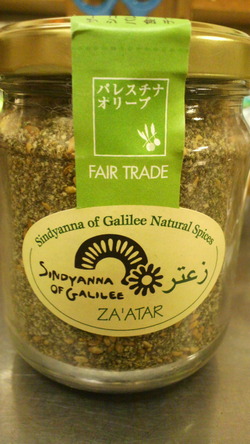 パレスチナ
オリーブ
FAIR TRADE
Sindyanna of Galilee Natural Spices
SINDYANNA
OF GALILEE
زعتر
ZA'ATAR